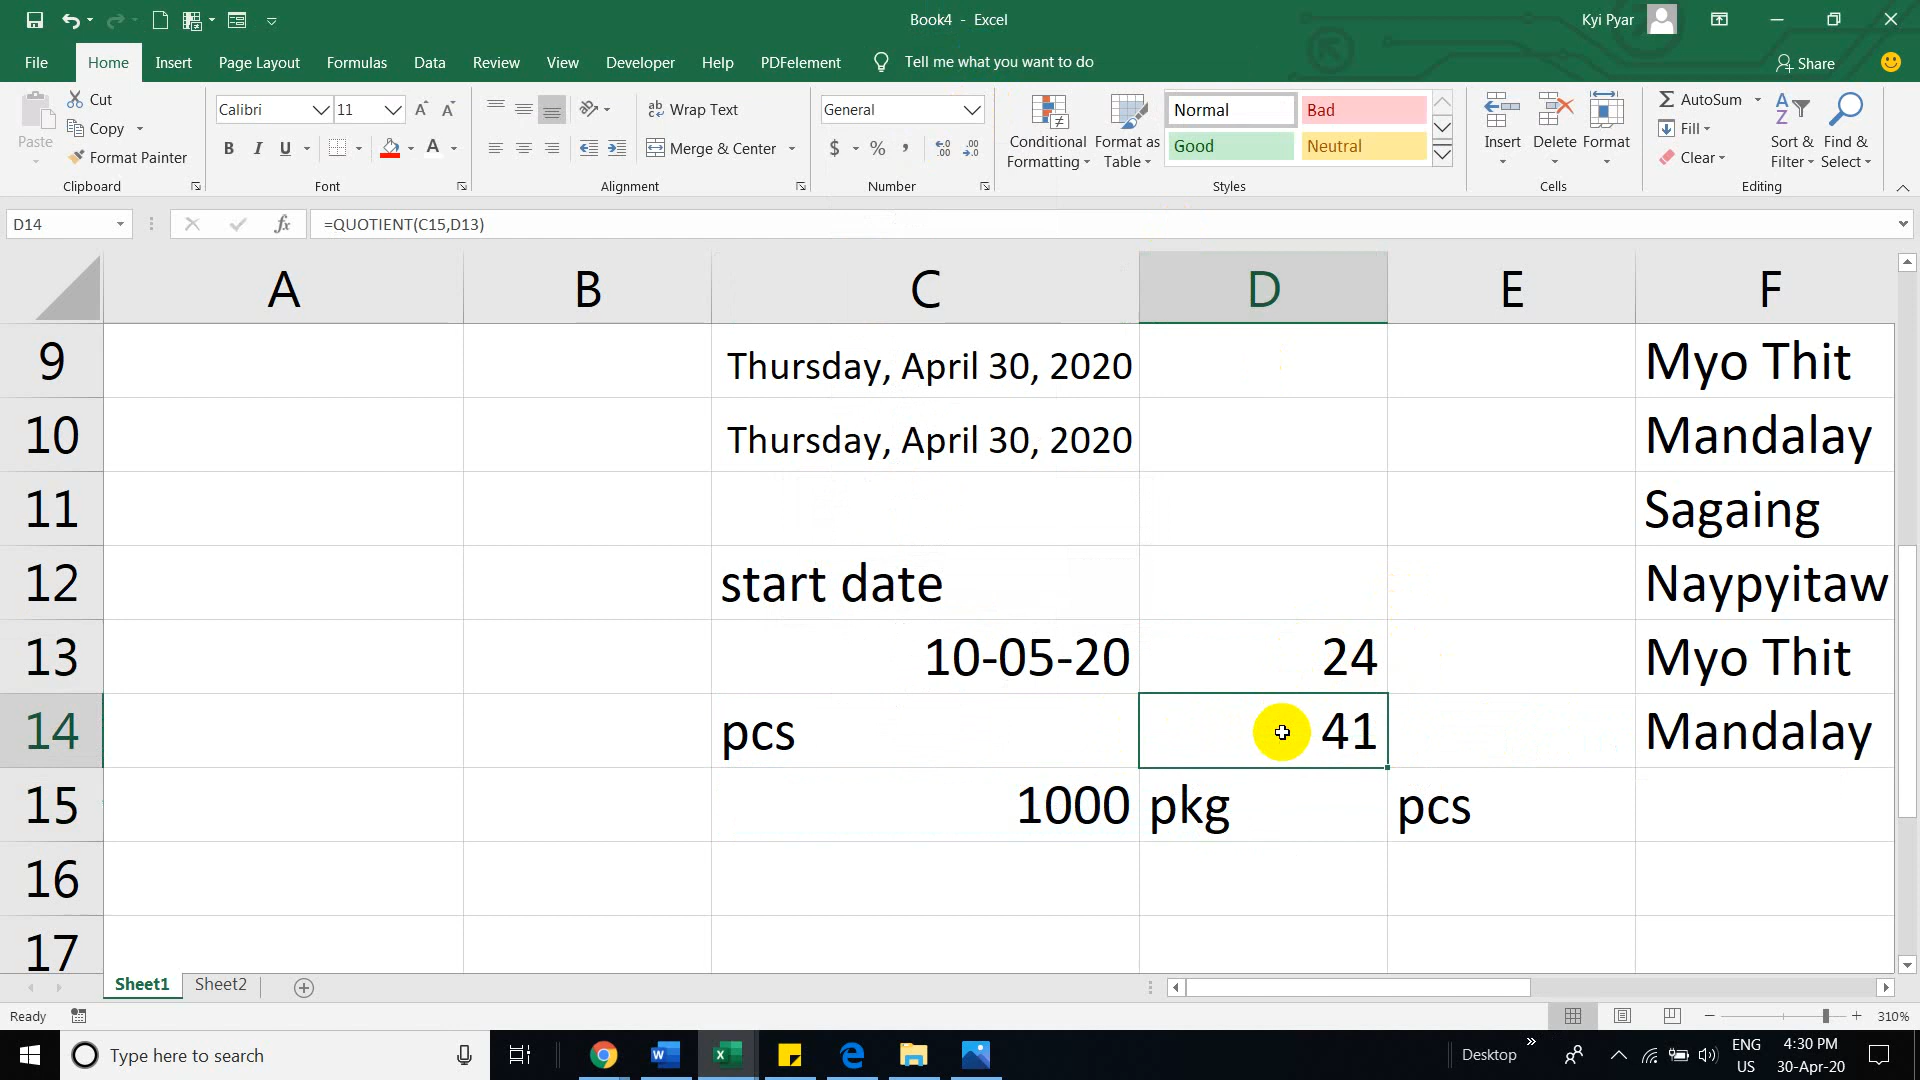 Book4 - Excel
Kyi Pyar
File Home Insert Page Layout Formulas Data Review View Developer Help PDFelement Tell me what you want to do Share
Paste
Cut
Copy
Format Painter
Clipboard
Calibri 11
B I U
Font
Wrap Text
Merge & Center
Alignment
General
$ % ,
Number
Conditional Formatting
Format as Table
Normal Bad
Good Neutral
Styles
Insert Delete Format
Cells
AutoSum
Fill
Clear
Sort & Filter
Find & Select
Editing
D14 fx =QUOTIENT(C15,D13)
A B C D E F
9 Thursday, April 30, 2020 Myo Thit
10 Thursday, April 30, 2020 Mandalay
11 Sagaing
12 start date Naypyitaw
13 10-05-20 24 Myo Thit
14 pcs 41 Mandalay
15 1000 pkg pcs
16
17
Sheet1 Sheet2
Ready 310%
Type here to search
Desktop
ENG
US
4:30 PM
30-Apr-20